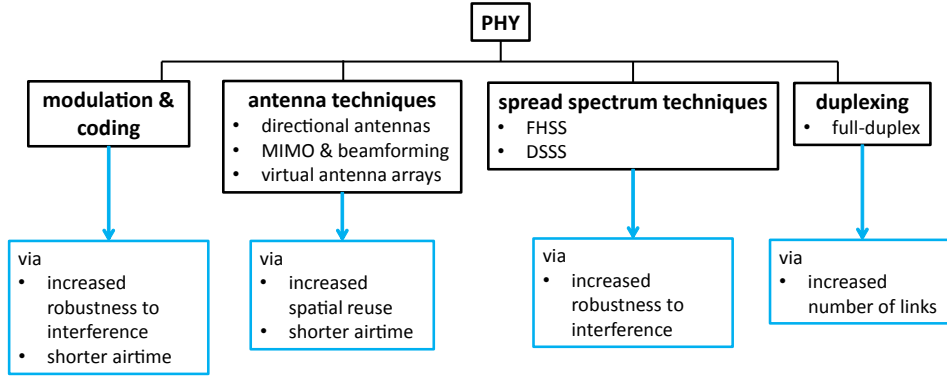 PHY
modulation &
coding
antenna techniques
• directional antennas
• MIMO & beamforming
• virtual antenna arrays
spread spectrum techniques
• FHSS
• DSSS
duplexing
• full-duplex
via
• increased
robustness to
interference
• shorter airtime
via
• increased
spatial reuse
• shorter airtime
via
• increased
robustness to
interference
via
• increased
number of links